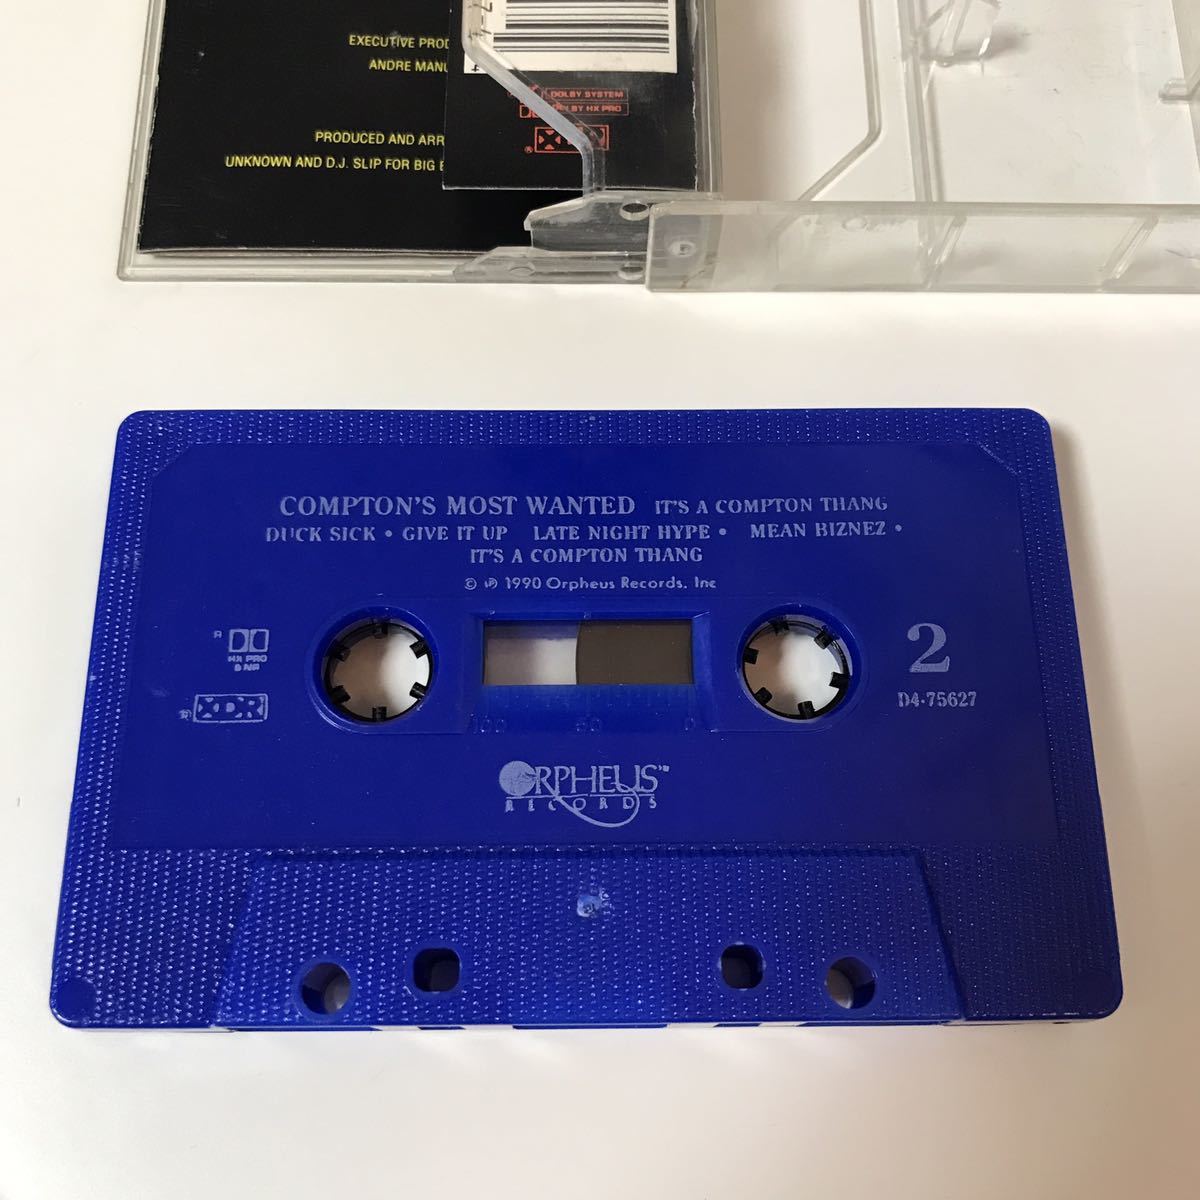 EXECUTIVE PROD
ANDRE MANU
PRODUCED AND ARR
UNKNOWN AND D.J. SLIP FOR BIG B
DOLBY SYSTEM
DOLBY HX PRO
XDR
COMPTON'S MOST WANTED IT'S A COMPTON THANG
DUCK SICK • GIVE IT UP LATE NIGHT HYPE • MEAN BIZNEZ •
IT'S A COMPTON THANG
© ℗ 1990 Orpheus Records. Inc
HX PRO
B NR
XDR
100 50 0
2
D4-75627
ORPHEUS™
RECORDS